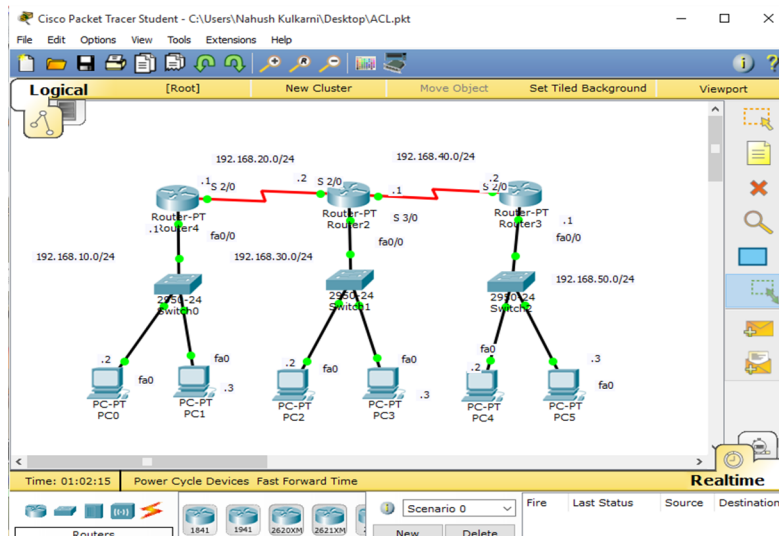 Cisco Packet Tracer Student - C:\Users\Nahush Kulkarni\Desktop\ACL.pkt
File Edit Options View Tools Extensions Help
Logical [Root] New Cluster Move Object Set Tiled Background Viewport
192.168.20.0/24 192.168.40.0/24
.1 S 2/0 .2 S 2/0 .1 .2 S 2/0
Router-PT Router-PT Router-PT
Router4 Router2 Router3
S 3/0 .1
.1 fa0/0 fa0/0 fa0/0
192.168.10.0/24 192.168.30.0/24
192.168.50.0/24
2950-24 2950-24 2950-24
Switch0 Switch1 Switch2
fa0
.2 fa0 .2 fa0 .2 .3
fa0 .3 fa0 .3 fa0
PC-PT PC-PT PC-PT PC-PT PC-PT PC-PT
PC0 PC1 PC2 PC3 PC4 PC5
Time: 01:02:15 Power Cycle Devices Fast Forward Time Realtime
Scenario 0 Fire Last Status Source Destination
Routers 1841 1941 2620XM 2621XM New Delete